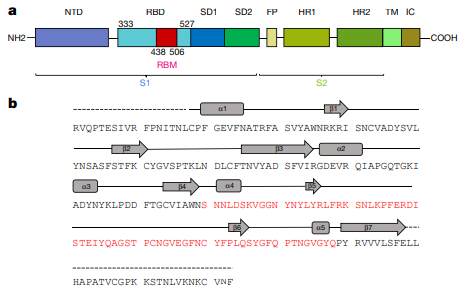 a
NTD RBD SD1 SD2 FP HR1 HR2 TM IC
333 527
NH2 COOH
438 506
RBM
S1 S2
b
α1 β1
RVQPTESIVR FPNITNLCPF GEVFNATRFA SVYAWNRKRI SNCVADYSVL
β2 β3 α2
YNSASFSTFK CYGVSPTKLN DLCFTNVYAD SFVIRGDEVR QIAPGQTGKI
α3 β4 α4 β5
ADYNYKLPDD FTGCVIAWNS NNLDSKVGGN YNYLYRLFRK SNLKPFERDI
β6 α5 β7
STEIYQAGST PCNGVEGFNC YFPLQSYGFQ PTNGVGYQPY RVVVLSFELL
HAPATVCGPK KSTNLVKNKC VNF